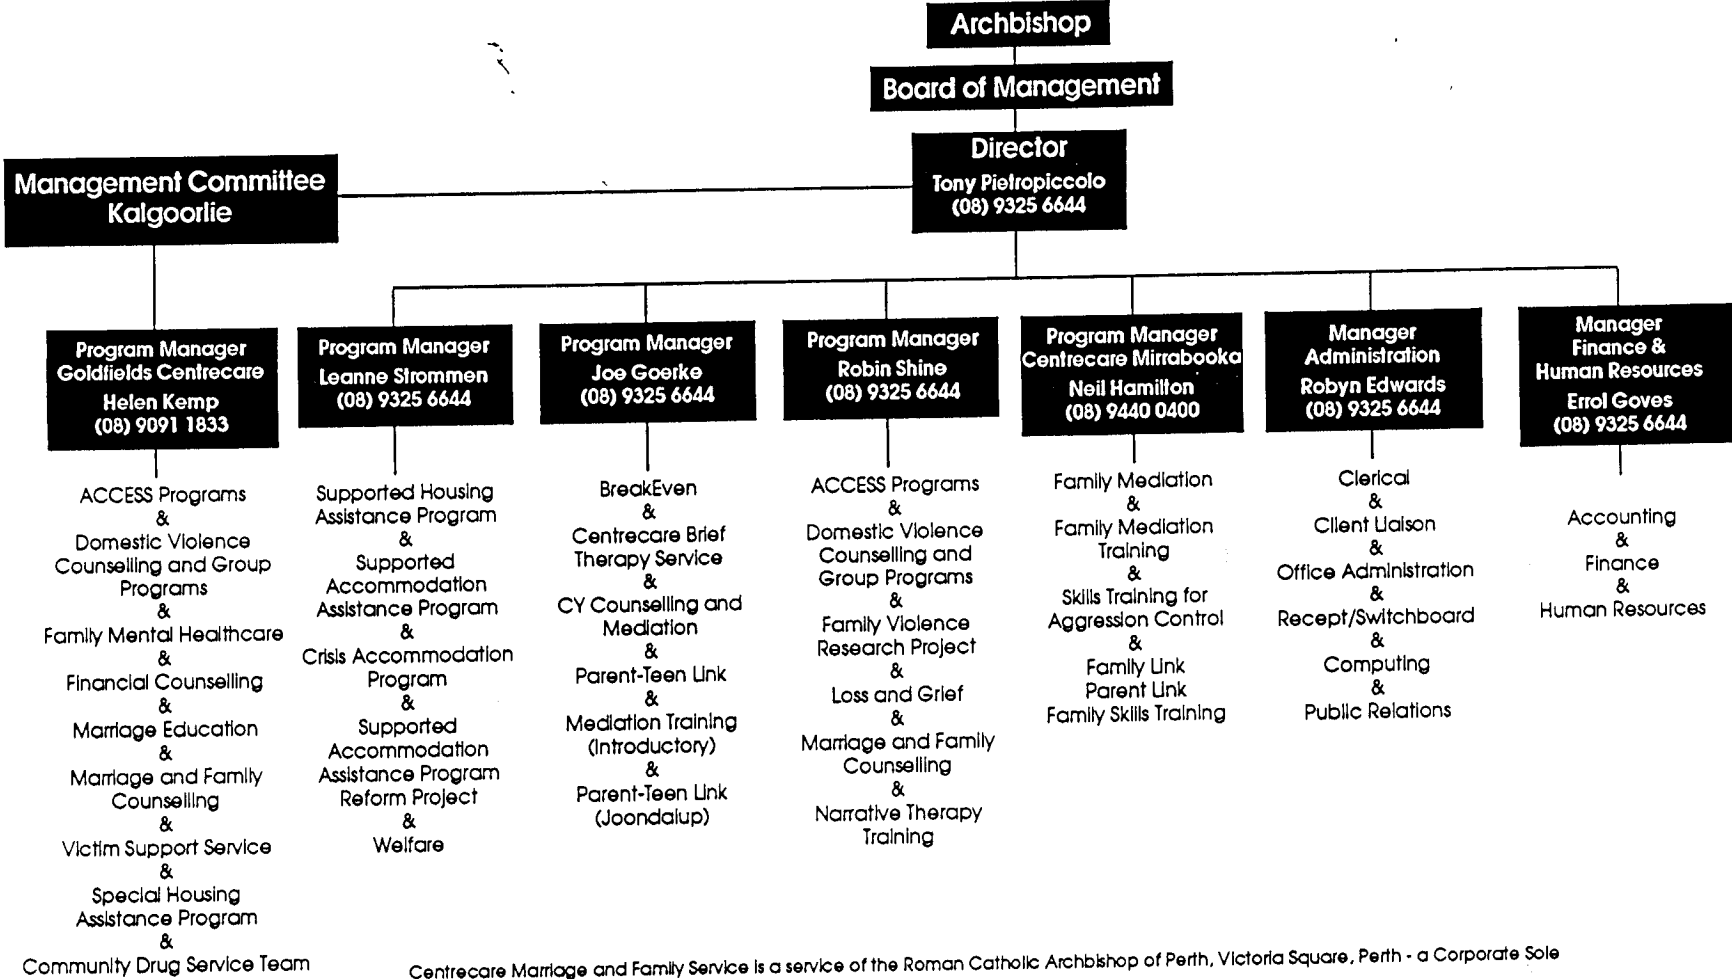 Archbishop
Board of Management
Director
Tony Pietropiccolo
(08) 9325 6644
Management Committee
Kalgoorlie
Program Manager
Goldfields Centrecare
Helen Kemp
(08) 9091 1833
ACCESS Programs
&
Domestic Violence
Counselling and Group
Programs
&
Family Mental Healthcare
&
Financial Counselling
&
Marriage Education
&
Marriage and Family
Counselling
&
Victim Support Service
&
Special Housing
Assistance Program
&
Community Drug Service Team
Program Manager
Leanne Strommen
(08) 9325 6644
Supported Housing
Assistance Program
&
Supported
Accommodation
Assistance Program
&
Crisis Accommodation
Program
&
Supported
Accommodation
Assistance Program
Reform Project
&
Welfare
Program Manager
Joe Goerke
(08) 9325 6644
BreakEven
&
Centrecare Brief
Therapy Service
&
CY Counselling and
Mediation
&
Parent-Teen Link
&
Mediation Training
(Introductory)
&
Parent-Teen Link
(Joondalup)
Program Manager
Robin Shine
(08) 9325 6644
ACCESS Programs
&
Domestic Violence
Counselling and
Group Programs
&
Family Violence
Research Project
&
Loss and Grief
&
Marriage and Family
Counselling
&
Narrative Therapy
Training
Program Manager
Centrecare Mirrabooka
Neil Hamilton
(08) 9440 0400
Family Mediation
&
Family Mediation
Training
&
Skills Training for
Aggression Control
&
Family Link
Parent Link
Family Skills Training
Manager
Administration
Robyn Edwards
(08) 9325 6644
Clerical
&
Client Liaison
&
Office Administration
&
Recept/Switchboard
&
Computing
&
Public Relations
Manager
Finance &
Human Resources
Errol Goves
(08) 9325 6644
Accounting
&
Finance
&
Human Resources
Centrecare Marriage and Family Service is a service of the Roman Catholic Archbishop of Perth, Victoria Square, Perth - a Corporate Sole